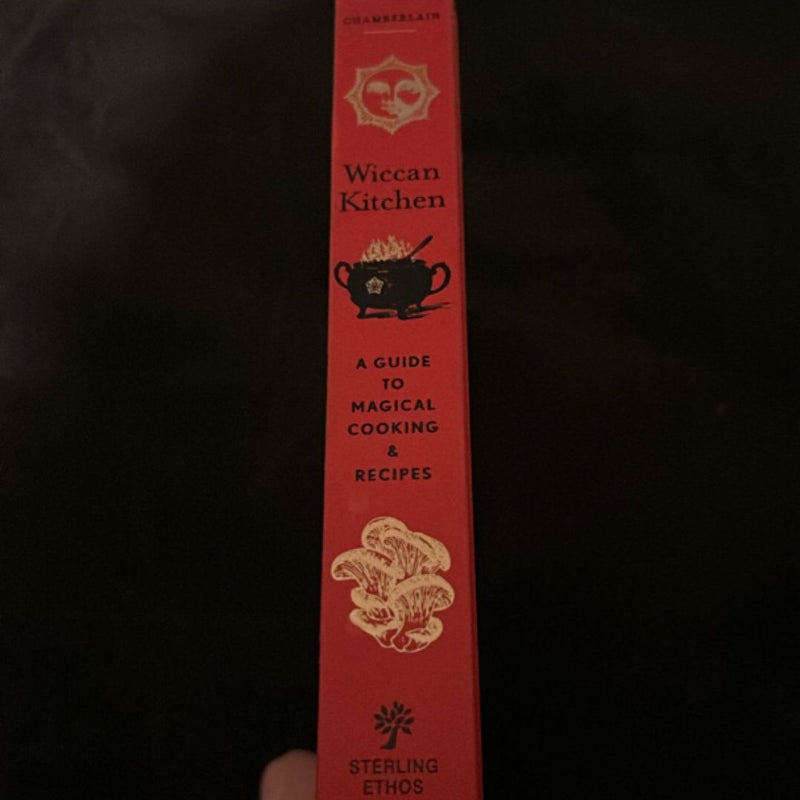 CHAMBERLAIN
Wiccan
Kitchen
A GUIDE
TO
MAGICAL
COOKING
&
RECIPES
STERLING
ETHOS